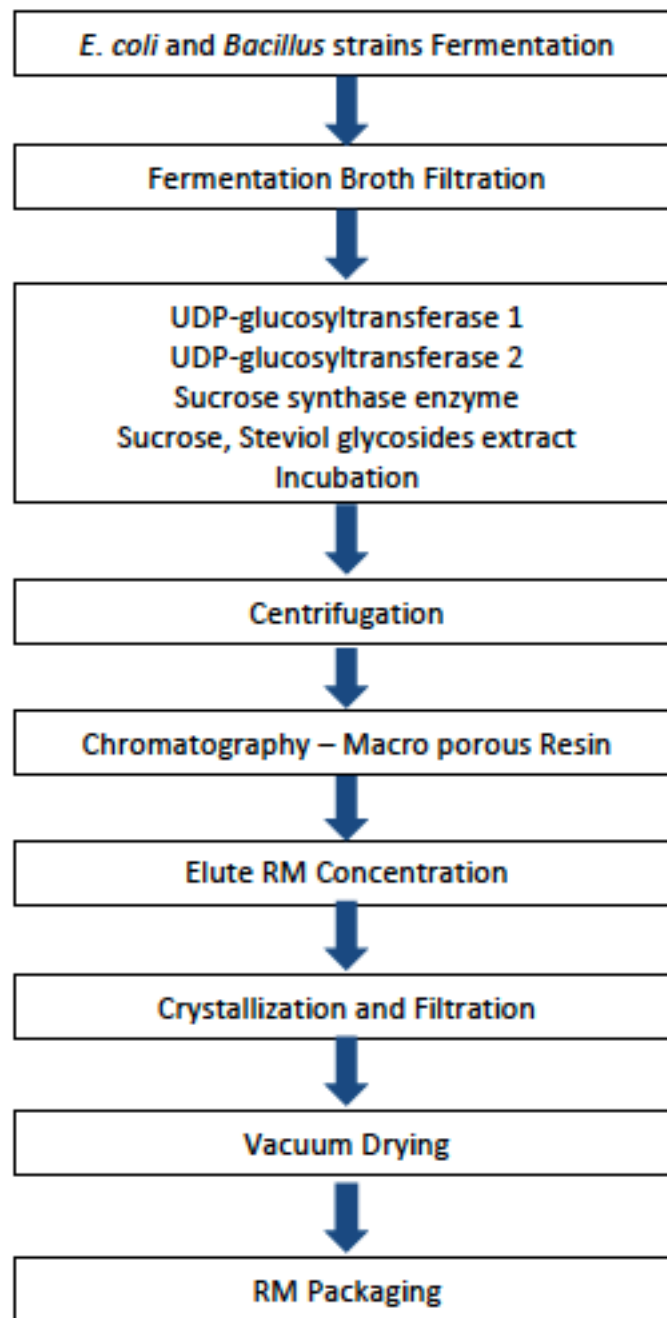 E. coli and Bacillus strains Fermentation
Fermentation Broth Filtration
UDP-glucosyltransferase 1
UDP-glucosyltransferase 2
Sucrose synthase enzyme
Sucrose, Steviol glycosides extract
Incubation
Centrifugation
Chromatography – Macro porous Resin
Elute RM Concentration
Crystallization and Filtration
Vacuum Drying
RM Packaging